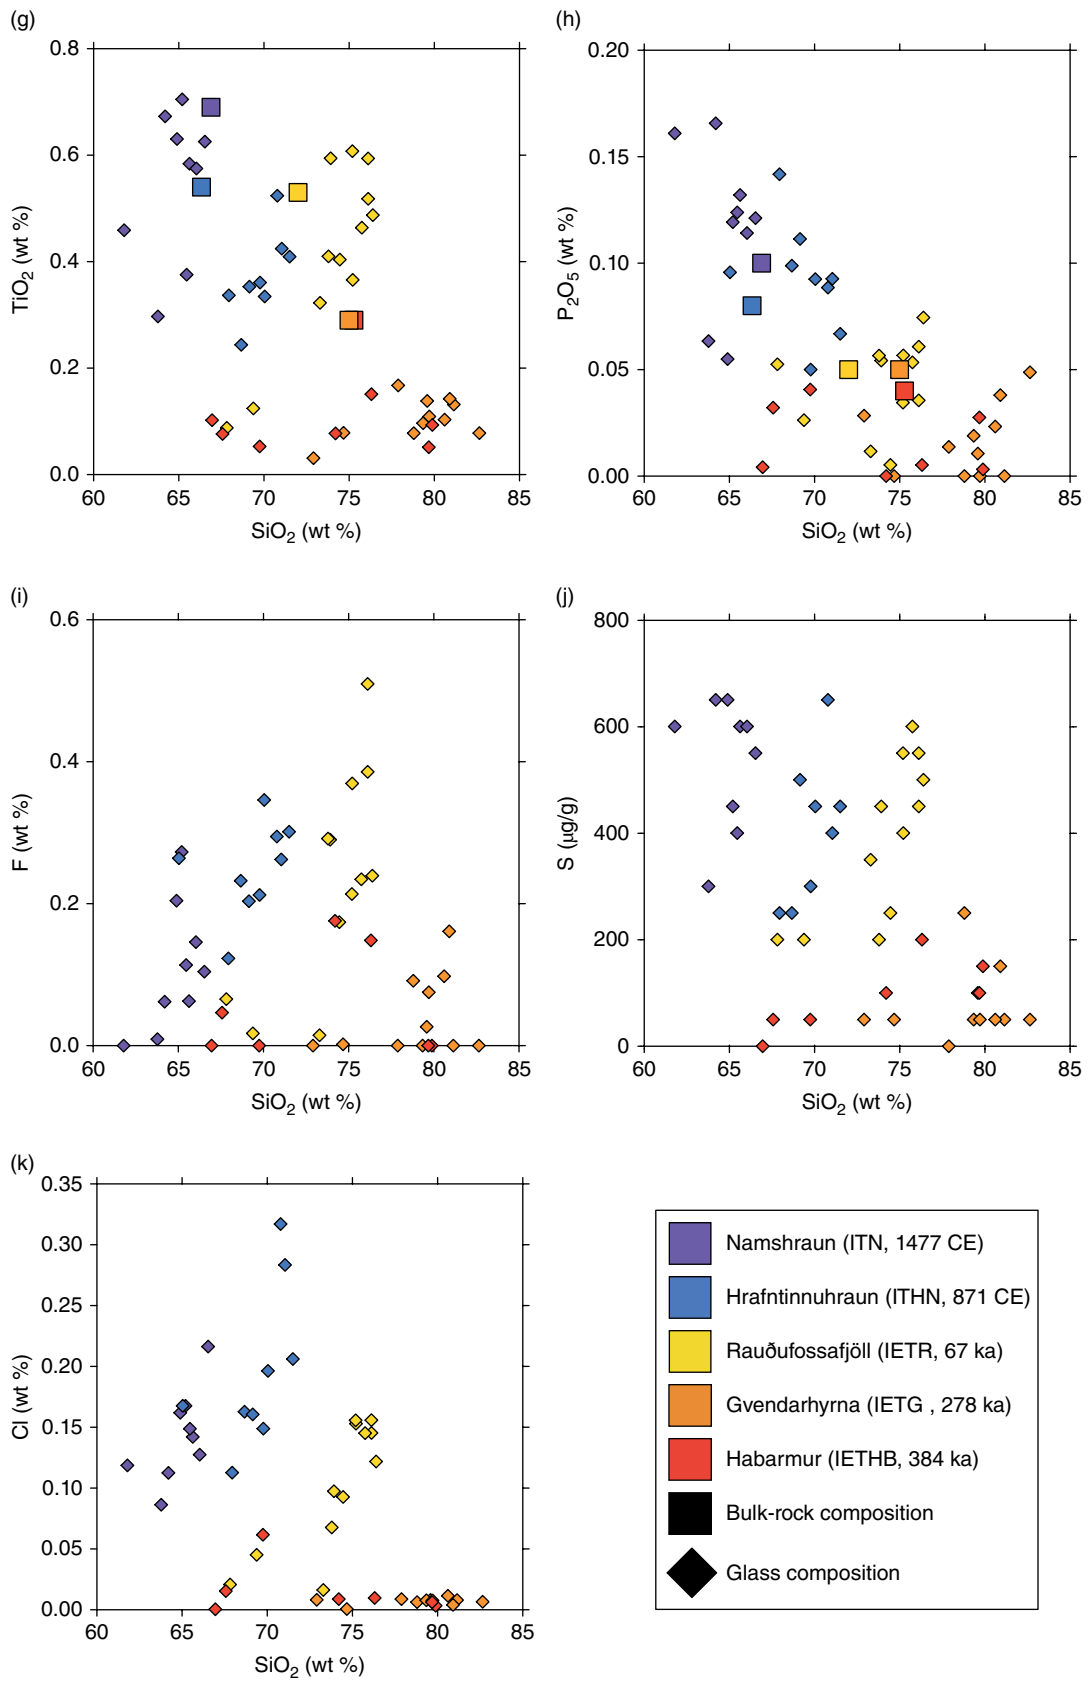 (g)
0.8
0.6
0.4
0.2
0.0
TiO2 (wt %)
60 65 70 75 80 85
SiO2 (wt %)
(h)
0.20
0.15
0.10
0.05
0.00
P2O5 (wt %)
60 65 70 75 80 85
SiO2 (wt %)
(i)
0.6
0.4
0.2
0.0
F (wt %)
60 65 70 75 80 85
SiO2 (wt %)
(j)
800
600
400
200
0
S (µg/g)
60 65 70 75 80 85
SiO2 (wt %)
(k)
0.35
0.30
0.25
0.20
0.15
0.10
0.05
0.00
Cl (wt %)
60 65 70 75 80 85
SiO2 (wt %)
Namshraun (ITN, 1477 CE)
Hrafntinnuhraun (ITHN, 871 CE)
Rauðufossafjöll (IETR, 67 ka)
Gvendarhyrna (IETG , 278 ka)
Habarmur (IETHB, 384 ka)
Bulk-rock composition
Glass composition